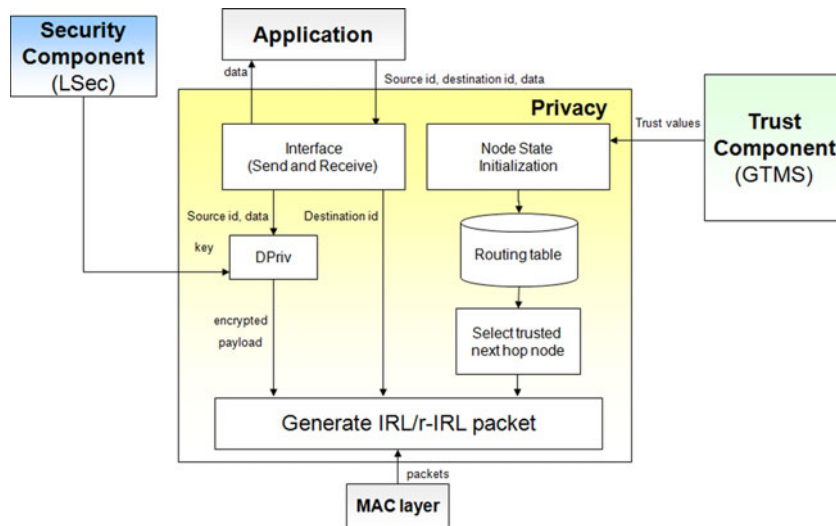 Security
Component
(LSec)
Application
data
Source id, destination id, data
Privacy
Trust values
Trust
Component
(GTMS)
Interface
(Send and Receive)
Node State
Initialization
Source id, data
Destination id
key
DPriv
Routing table
encrypted
payload
Select trusted
next hop node
Generate IRL/r-IRL packet
packets
MAC layer